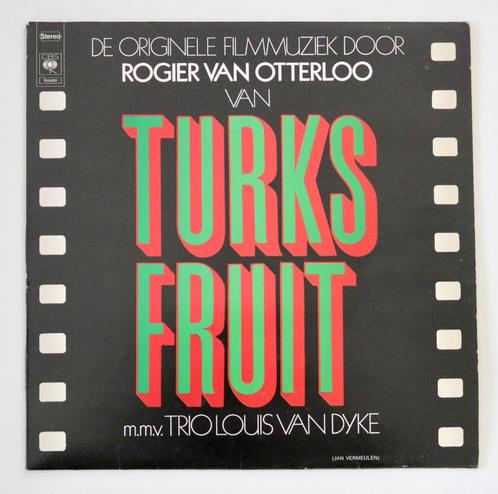 Stereo
CBS
DE ORIGINELE FILMMUZIEK DOOR
ROGIER VAN OTTERLOO
VAN
TURKS
FRUIT
m.m.v. TRIO LOUIS VAN DYKE
(JAN VERMEULEN)